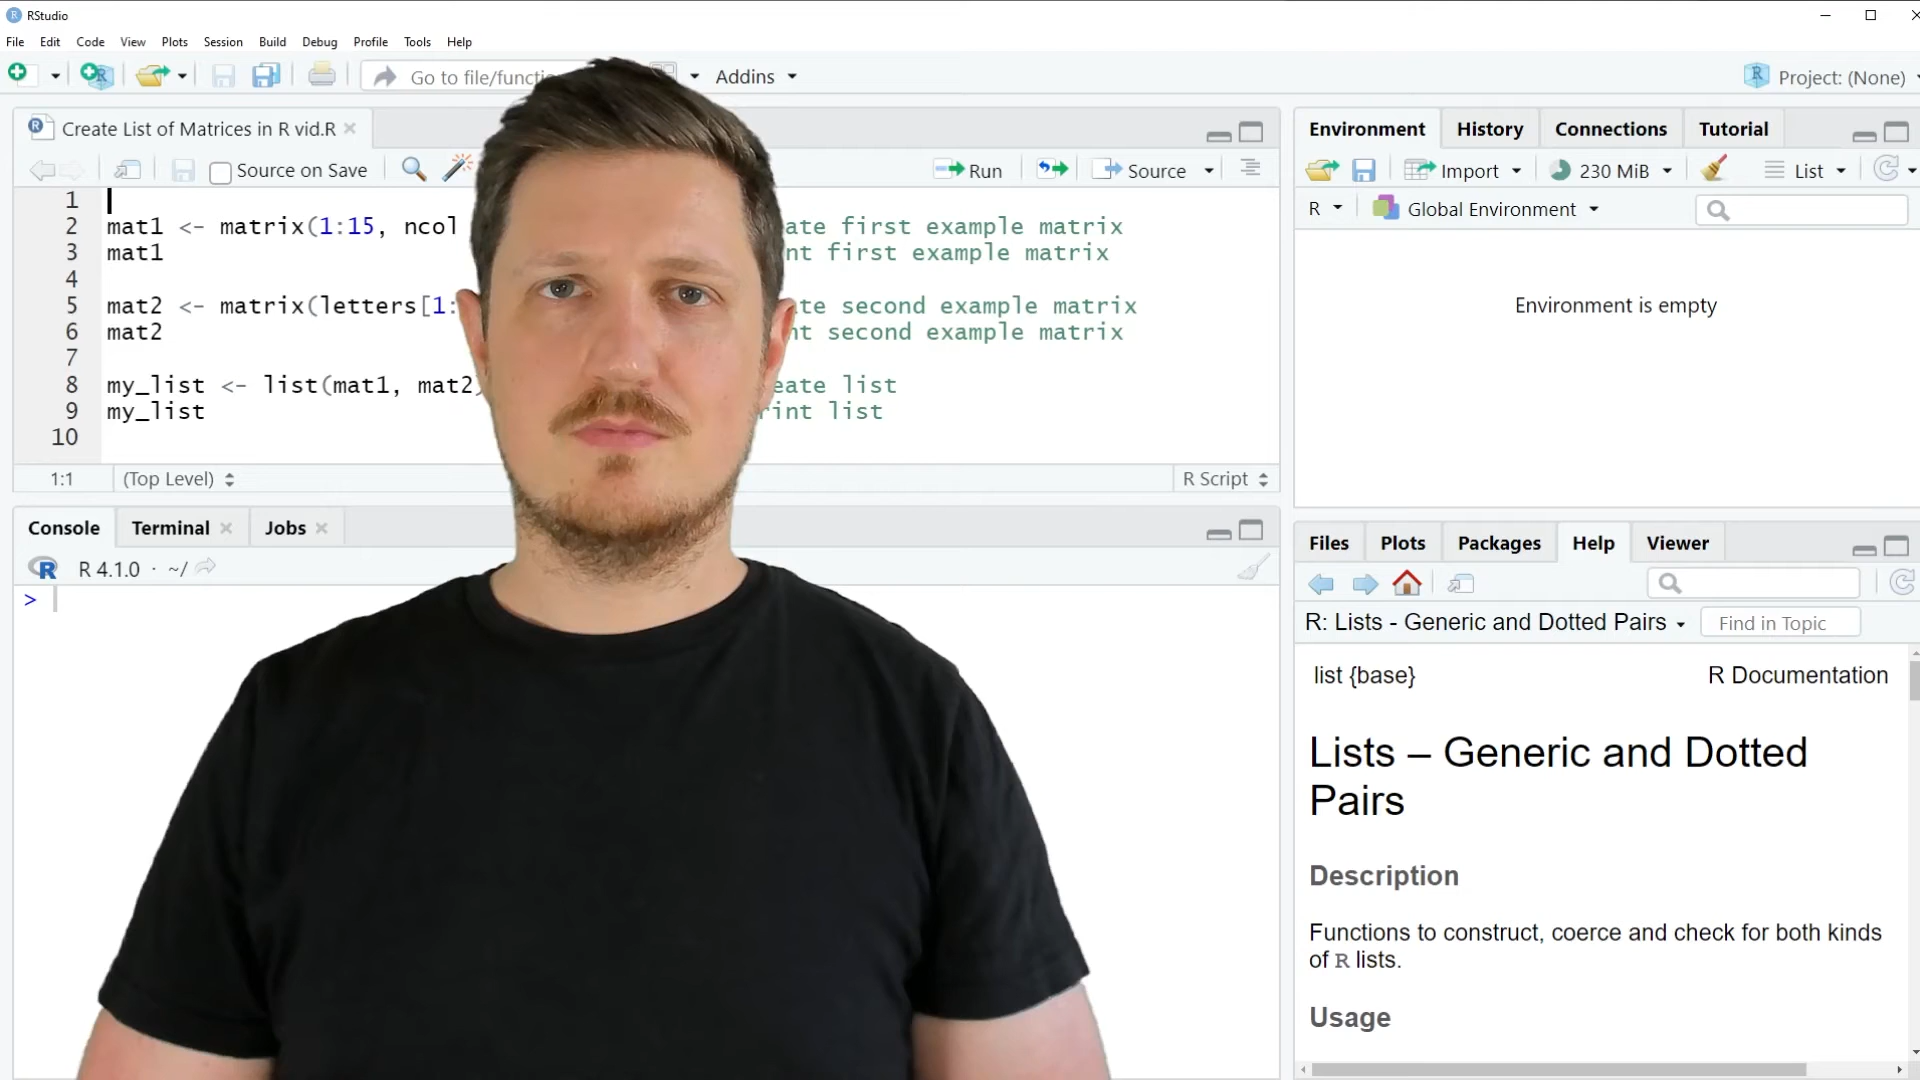 RStudio
File Edit Code View Plots Session Build Debug Profile Tools Help
Go to file/functi Addins Project: (None)
Create List of Matrices in R vid.R
Source on Save Run Source
1
2 mat1 <- matrix(1:15, ncol ate first example matrix
3 mat1 nt first example matrix
4
5 mat2 <- matrix(letters[1: te second example matrix
6 mat2 nt second example matrix
7
8 my_list <- list(mat1, mat2 eate list
9 my_list rint list
10
1:1 (Top Level) R Script
Console Terminal Jobs
R 4.1.0 · ~/
>
Environment History Connections Tutorial
Import 230 MiB List
R Global Environment
Environment is empty
Files Plots Packages Help Viewer
R: Lists - Generic and Dotted Pairs Find in Topic
list {base} R Documentation
Lists – Generic and Dotted
Pairs
Description
Functions to construct, coerce and check for both kinds
of R lists.
Usage